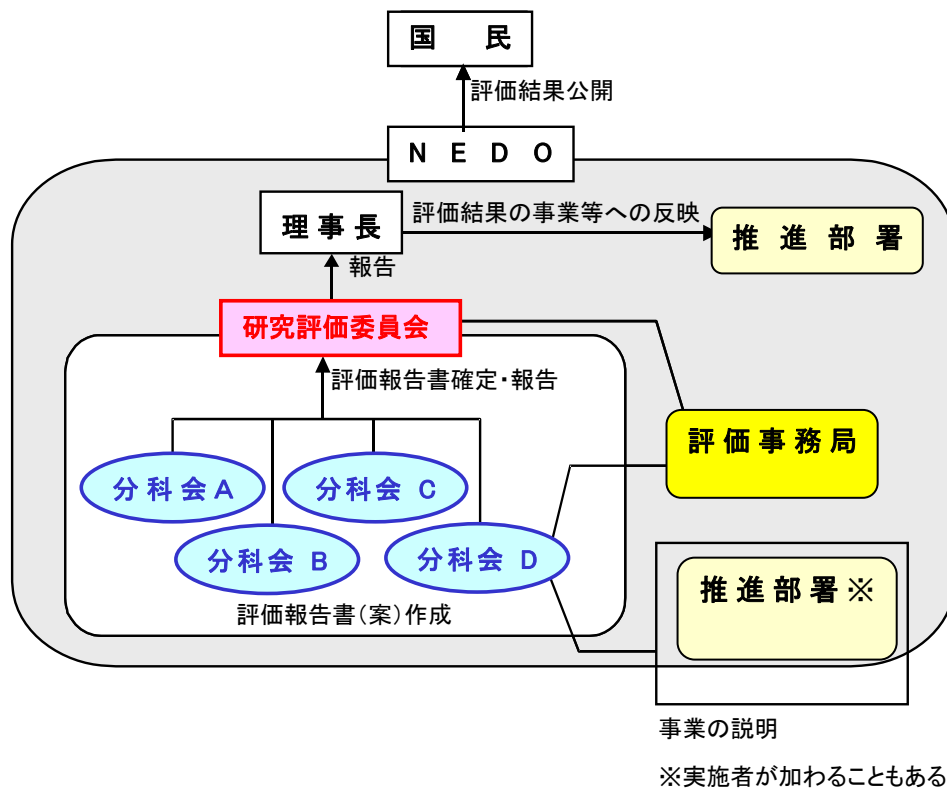 国　　民
評価結果公開
Ｎ　Ｅ　Ｄ　Ｏ
理 事 長
評価結果の事業等への反映
推　進　部　署
報告
研究評価委員会
評価報告書確定・報告
評 価 事 務 局
分 科 会 A
分科会 C
分科会 B
分科会 D
推 進 部 署 ※
評価報告書（案）作成
事業の説明
※実施者が加わることもある